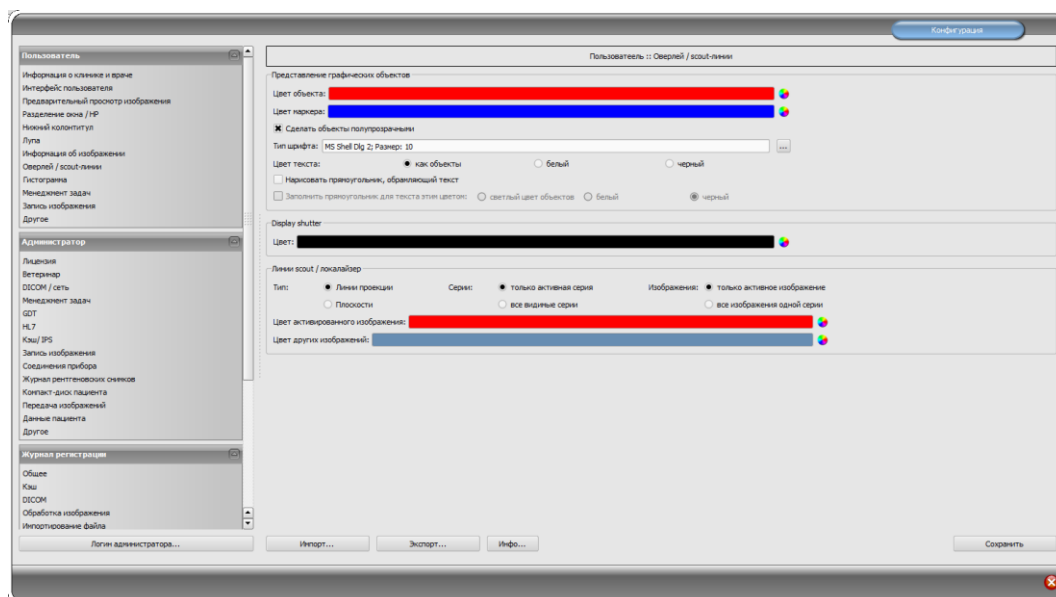 Конфигурация
Пользователь
Информация о клинике и враче
Интерфейс пользователя
Предварительный просмотр изображения
Разделение окна / HP
Нижний колонтитул
Лупа
Информация об изображении
Оверлей / scout-линии
Гистограмма
Менеджмент задач
Запись изображения
Другое
Администратор
Лицензия
Ветеринар
DICOM / сеть
Менеджмент задач
GDT
HL7
Кэш/ IPS
Запись изображения
Соединения прибора
Журнал рентгеновских снимков
Компакт-диск пациента
Передача изображений
Данные пациента
Другое
Журнал регистрации
Общее
Кэш
DICOM
Обработка изображения
Импортирование файла
Логин администратора...
Пользователь :: Оверлей / scout-линии
Представление графических объектов
Цвет объекта:
Цвет маркера:
Сделать объекты полупрозрачными
Тип шрифта: MS Shell Dlg 2; Размер: 10 ...
Цвет текста: как объекты белый черный
Нарисовать прямоугольник, обрамляющий текст
Заполнить прямоугольник для текста этим цветом: светлый цвет объектов белый черный
Display shutter
Цвет:
Линии scout / локалайзер
Тип: Линии проекции Серии: только активная серия Изображения: только активное изображение
Плоскости все видимые серии все изображения одной серии
Цвет активированного изображения:
Цвет других изображений:
Импорт... Экспорт... Инфо... Сохранить